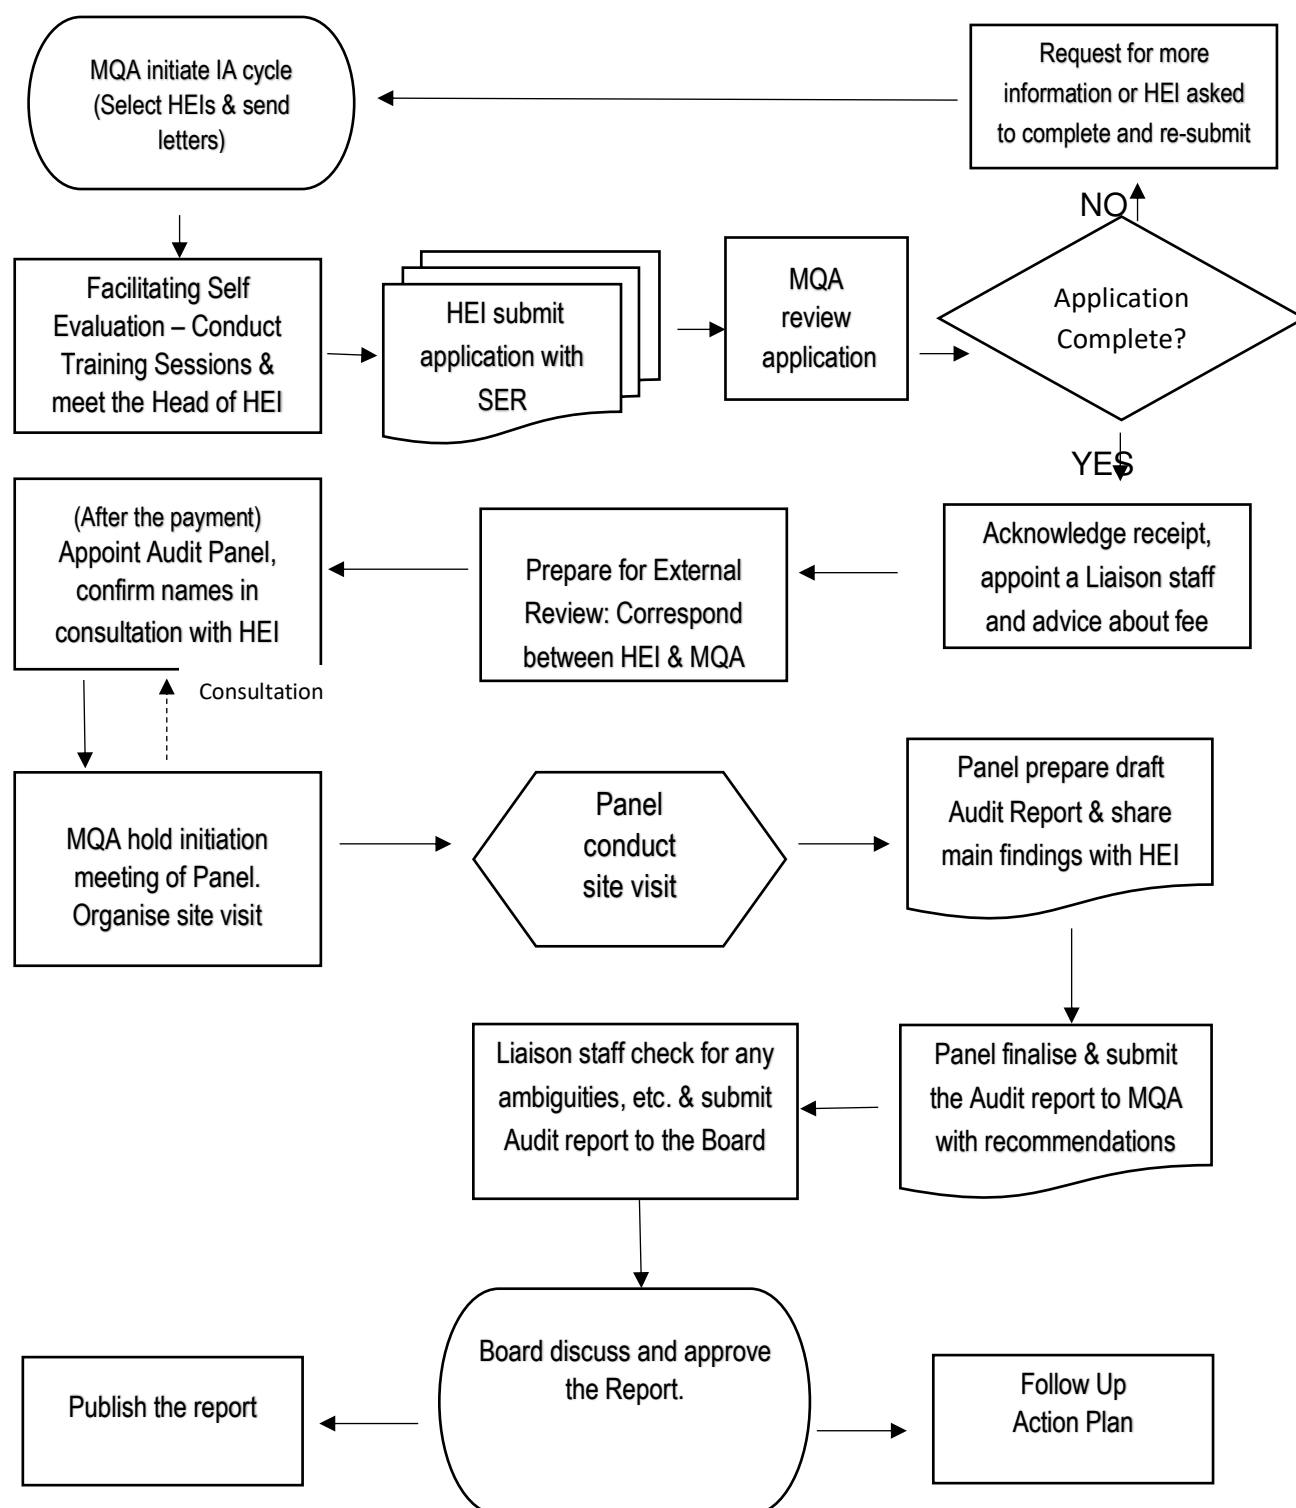 MQA initiate IA cycle
(Select HEIs & send
letters)
Request for more
information or HEI asked
to complete and re-submit
NO
Facilitating Self
Evaluation – Conduct
Training Sessions &
meet the Head of HEI
HEI submit
application with
SER
MQA
review
application
Application
Complete?
YES
(After the payment)
Appoint Audit Panel,
confirm names in
consultation with HEI
Prepare for External
Review: Correspond
between HEI & MQA
Acknowledge receipt,
appoint a Liaison staff
and advice about fee
Consultation
MQA hold initiation
meeting of Panel.
Organise site visit
Panel
conduct
site visit
Panel prepare draft
Audit Report & share
main findings with HEI
Liaison staff check for any
ambiguities, etc. & submit
Audit report to the Board
Panel finalise & submit
the Audit report to MQA
with recommendations
Board discuss and approve
the Report.
Publish the report
Follow Up
Action Plan